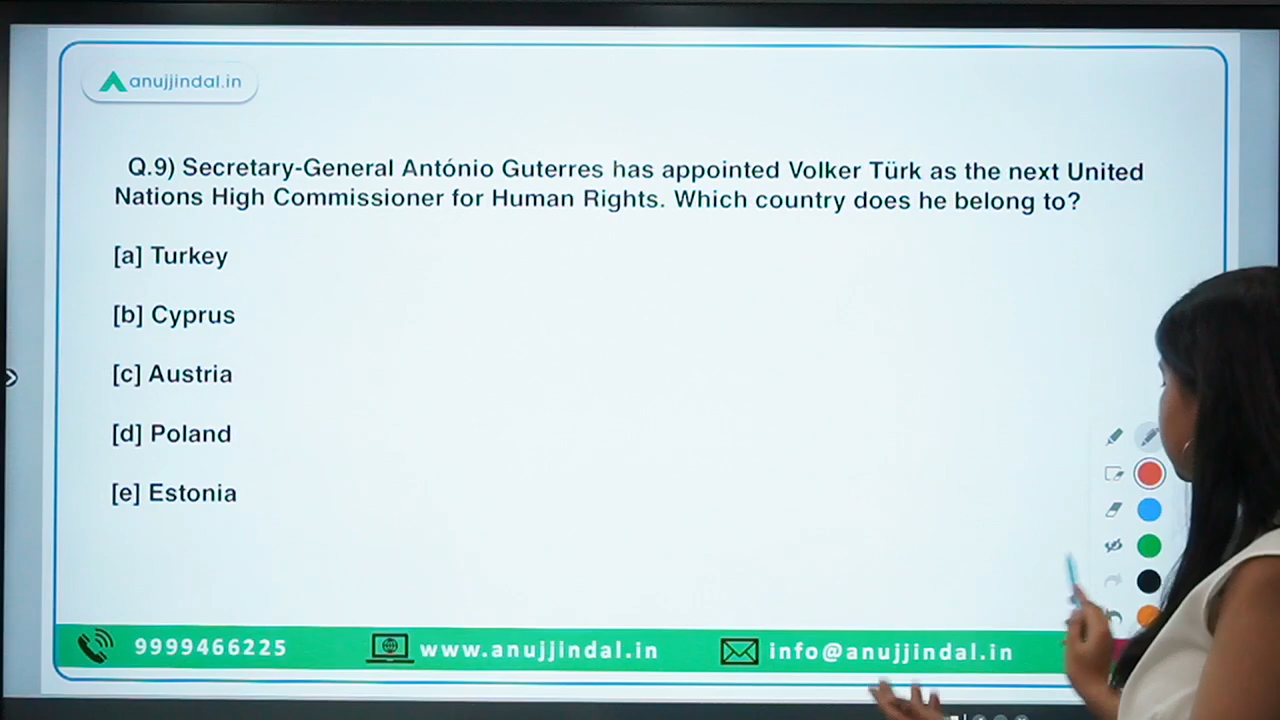 anujjindal.in
Q.9) Secretary-General António Guterres has appointed Volker Türk as the next United
Nations High Commissioner for Human Rights. Which country does he belong to?
[a] Turkey
[b] Cyprus
[c] Austria
[d] Poland
[e] Estonia
9999466225 www.anujjindal.in info@anujjindal.in